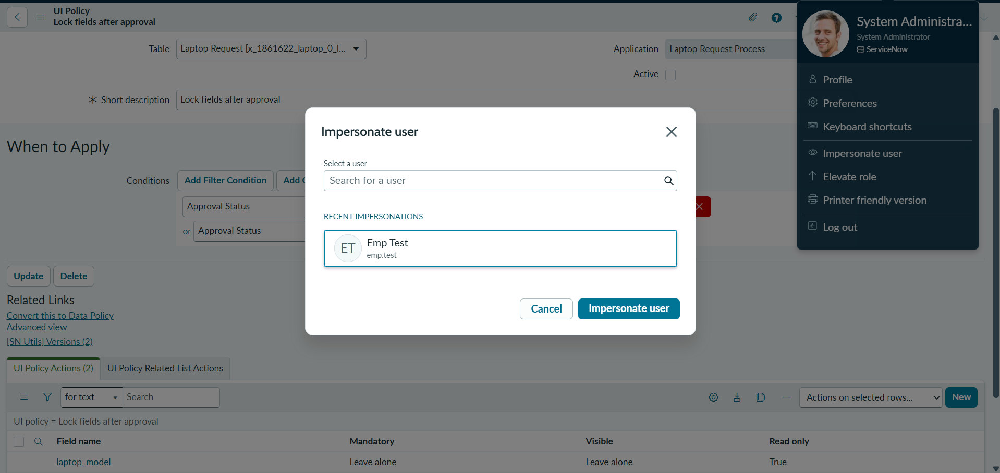 UI Policy
Lock fields after approval
Table
Laptop Request [x_1861622_laptop_0_l...
Application
Laptop Request Process
Active
Short description
Lock fields after approval
When to Apply
Conditions
Add Filter Condition
Add
Approval Status
or
Approval Status
Update
Delete
Related Links
Convert this to Data Policy
Advanced view
[SN Utils] Versions (2)
UI Policy Actions (2)
UI Policy Related List Actions
for text
Search
Actions on selected rows...
New
UI policy = Lock fields after approval
Field name
Mandatory
Visible
Read only
laptop_model
Leave alone
Leave alone
True
Impersonate user
Select a user
Search for a user
RECENT IMPERSONATIONS
ET
Emp Test
emp.test
Cancel
Impersonate user
System Administra...
System Administrator
ServiceNow
Profile
Preferences
Keyboard shortcuts
Impersonate user
Elevate role
Printer friendly version
Log out